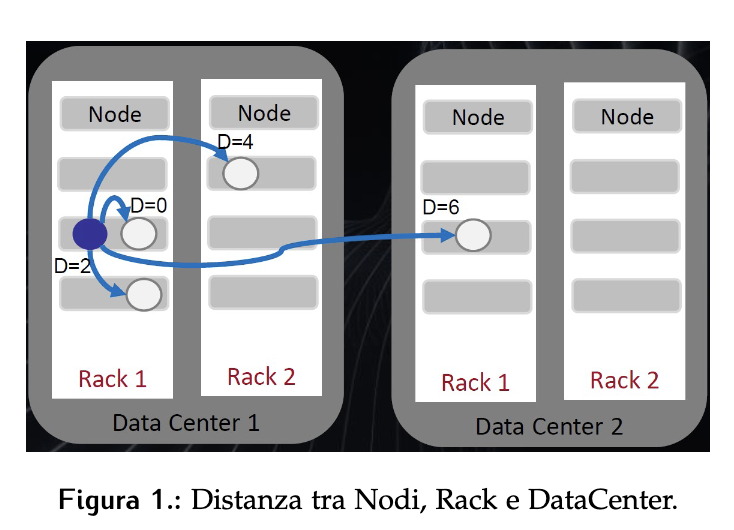 Node
Node
Node
Node
D=4
D=0
D=6
D=2
Rack 1
Rack 2
Rack 1
Rack 2
Data Center 1
Data Center 2
Figura 1.: Distanza tra Nodi, Rack e DataCenter.